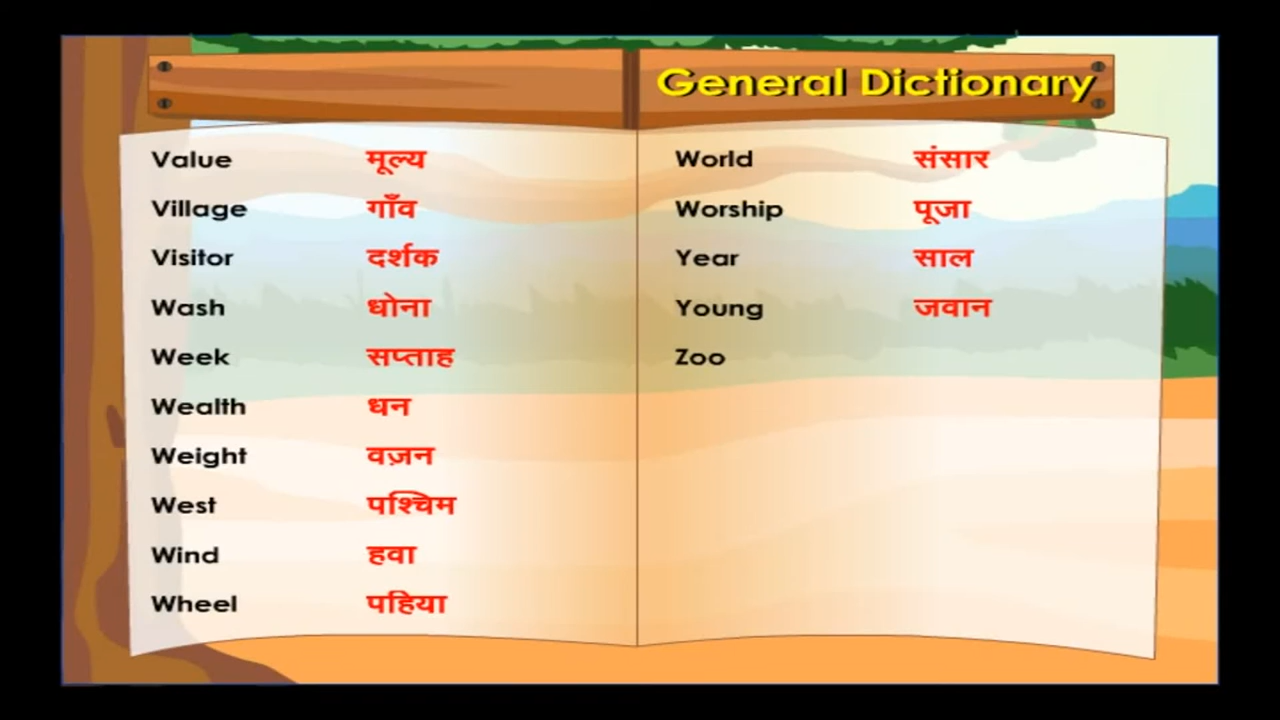 General Dictionary
Value मूल्य
Village गाँव
Visitor दर्शक
Wash धोना
Week सप्ताह
Wealth धन
Weight वज़न
West पश्चिम
Wind हवा
Wheel पहिया
World संसार
Worship पूजा
Year साल
Young जवान
Zoo